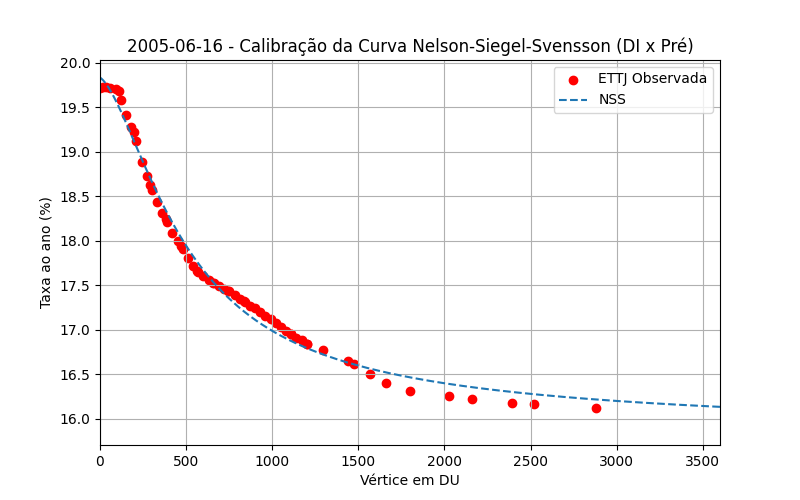 2005-06-16 - Calibração da Curva Nelson-Siegel-Svensson (DI x Pré)
ETTJ Observada
NSS
Taxa ao ano (%)
20.0
19.5
19.0
18.5
18.0
17.5
17.0
16.5
16.0
0 500 1000 1500 2000 2500 3000 3500
Vértice em DU